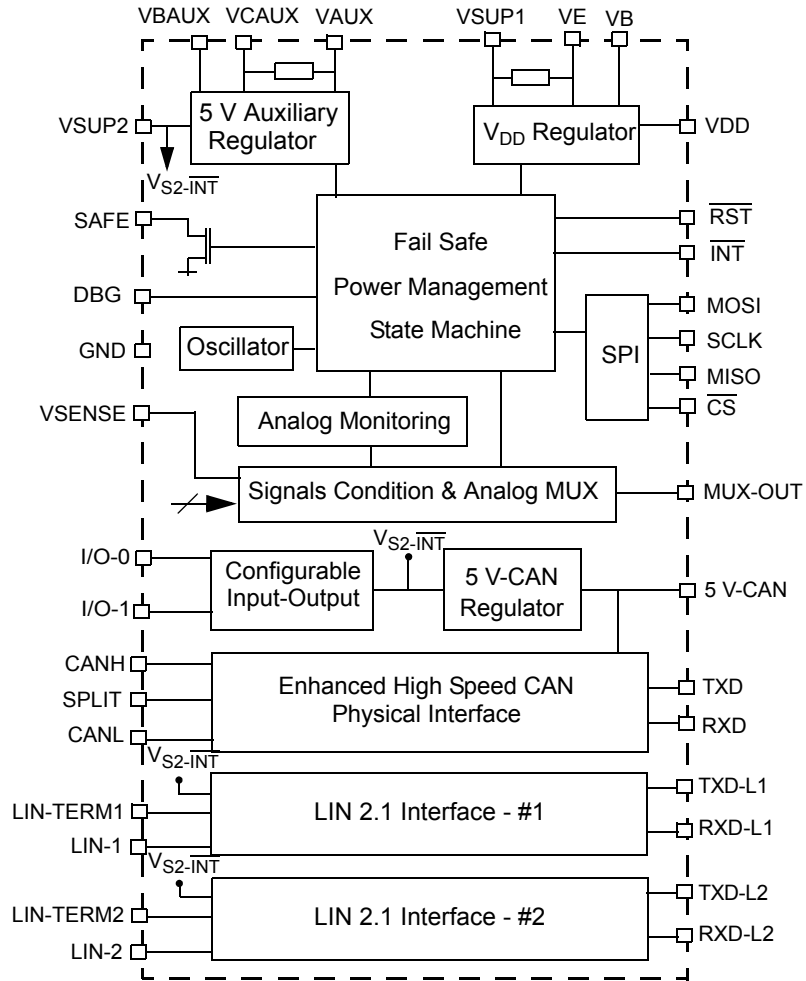 VBAUX VCAUX VAUX VSUP1 VE VB
5 V Auxiliary
Regulator
VSUP2
VS2-INT
VDD Regulator
VDD
SAFE
DBG
GND
VSENSE
Fail Safe
Power Management
State Machine
Oscillator
RST
INT
SPI
MOSI
SCLK
MISO
CS
Analog Monitoring
Signals Condition & Analog MUX
MUX-OUT
I/O-0
I/O-1
Configurable
Input-Output
VS2-INT
5 V-CAN
Regulator
5 V-CAN
CANH
SPLIT
CANL
Enhanced High Speed CAN
Physical Interface
TXD
RXD
VS2-INT
LIN-TERM1
LIN-1
LIN 2.1 Interface - #1
TXD-L1
RXD-L1
VS2-INT
LIN-TERM2
LIN-2
LIN 2.1 Interface - #2
TXD-L2
RXD-L2